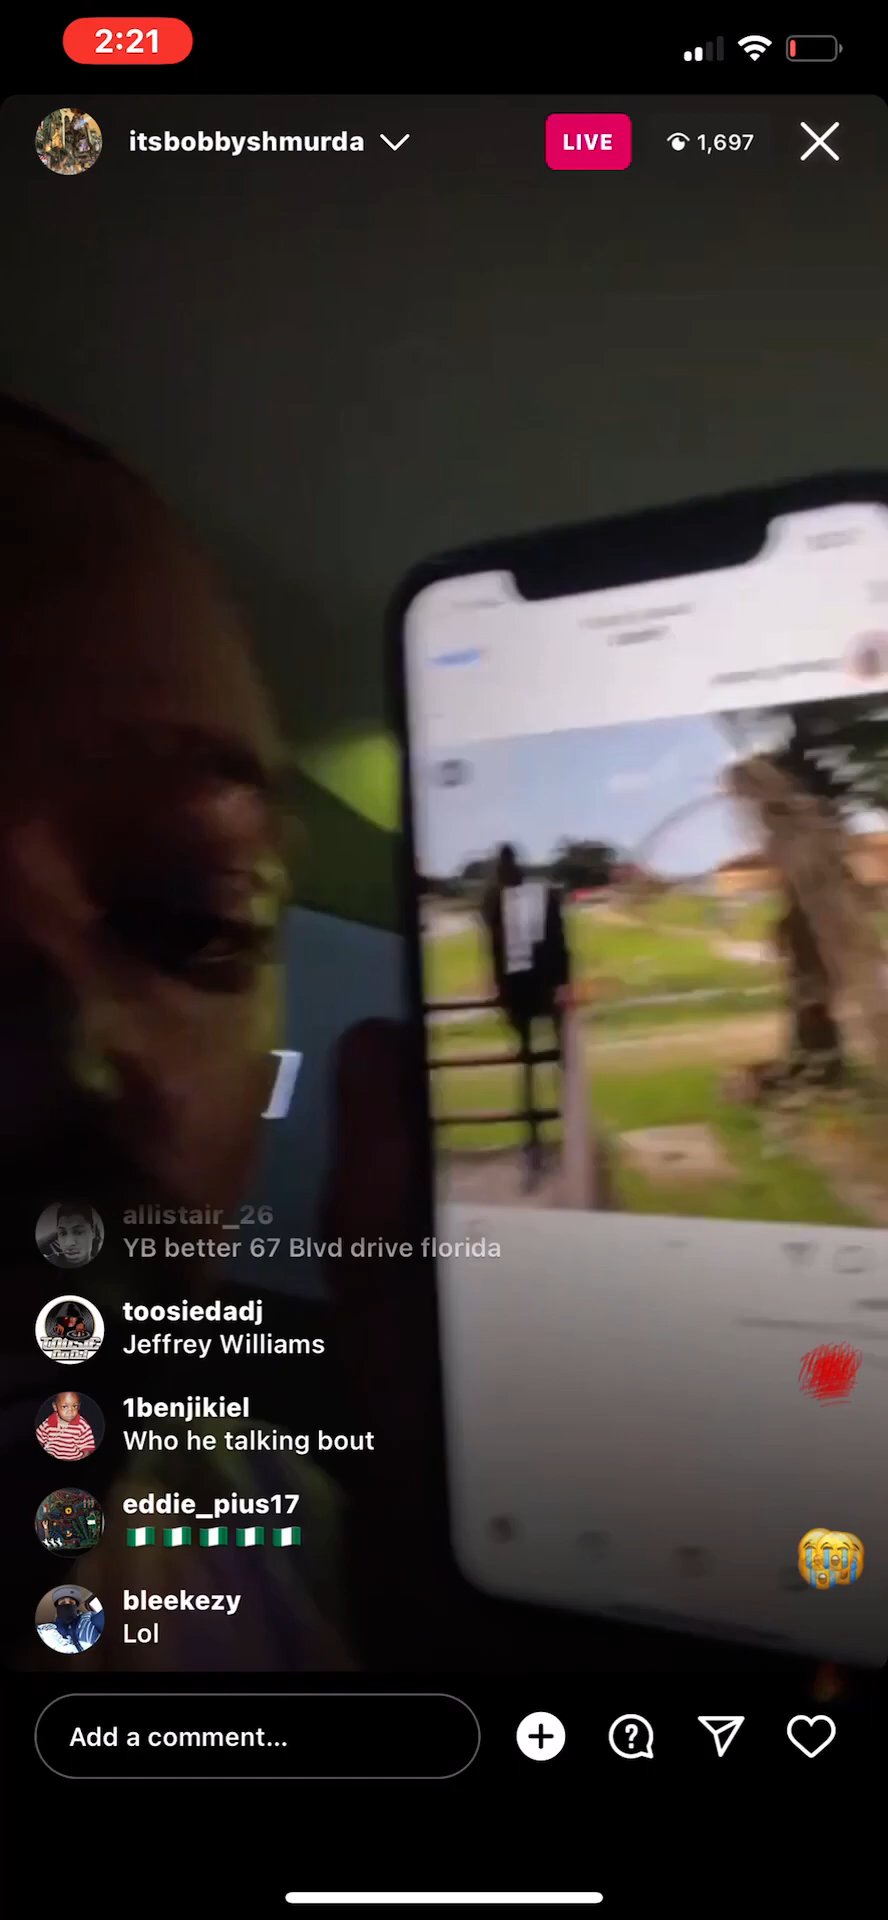 2:21
itsbobbyshmurda
LIVE
1,697
allistair_26
YB better 67 Blvd drive florida
toosiedadj
Jeffrey Williams
1benjikiel
Who he talking bout
eddie_pius17
🇳🇬 🇳🇬 🇳🇬 🇳🇬 🇳🇬
bleekezy
Lol
Add a comment...